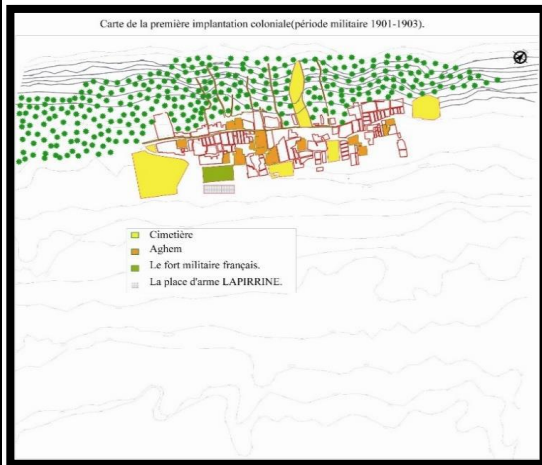 Carte de la première implantation coloniale(période militaire 1901-1903).
Cimetière
Aghem
Le fort militaire français.
La place d'arme LAPIRRINE.